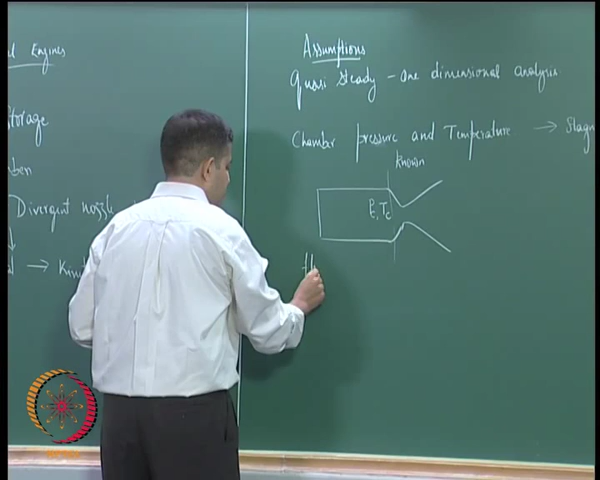 Engines
Storage
Divergent nozzle
Assumptions
Quasi Steady - One dimensional analysis
Chamber pressure and Temperature → Stagn
known
Pc, Tc